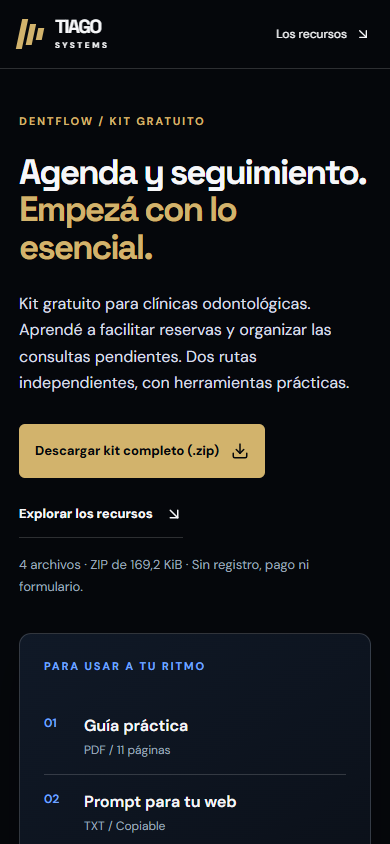 TIAGO
SYSTEMS
Los recursos
DENTFLOW / KIT GRATUITO
Agenda y seguimiento.
Empezá con lo
esencial.
Kit gratuito para clínicas odontológicas.
Aprendé a facilitar reservas y organizar las
consultas pendientes. Dos rutas
independientes, con herramientas prácticas.
Descargar kit completo (.zip)
Explorar los recursos
4 archivos · ZIP de 169,2 KiB · Sin registro, pago ni
formulario.
PARA USAR A TU RITMO
01
Guía práctica
PDF / 11 páginas
02
Prompt para tu web
TXT / Copiable